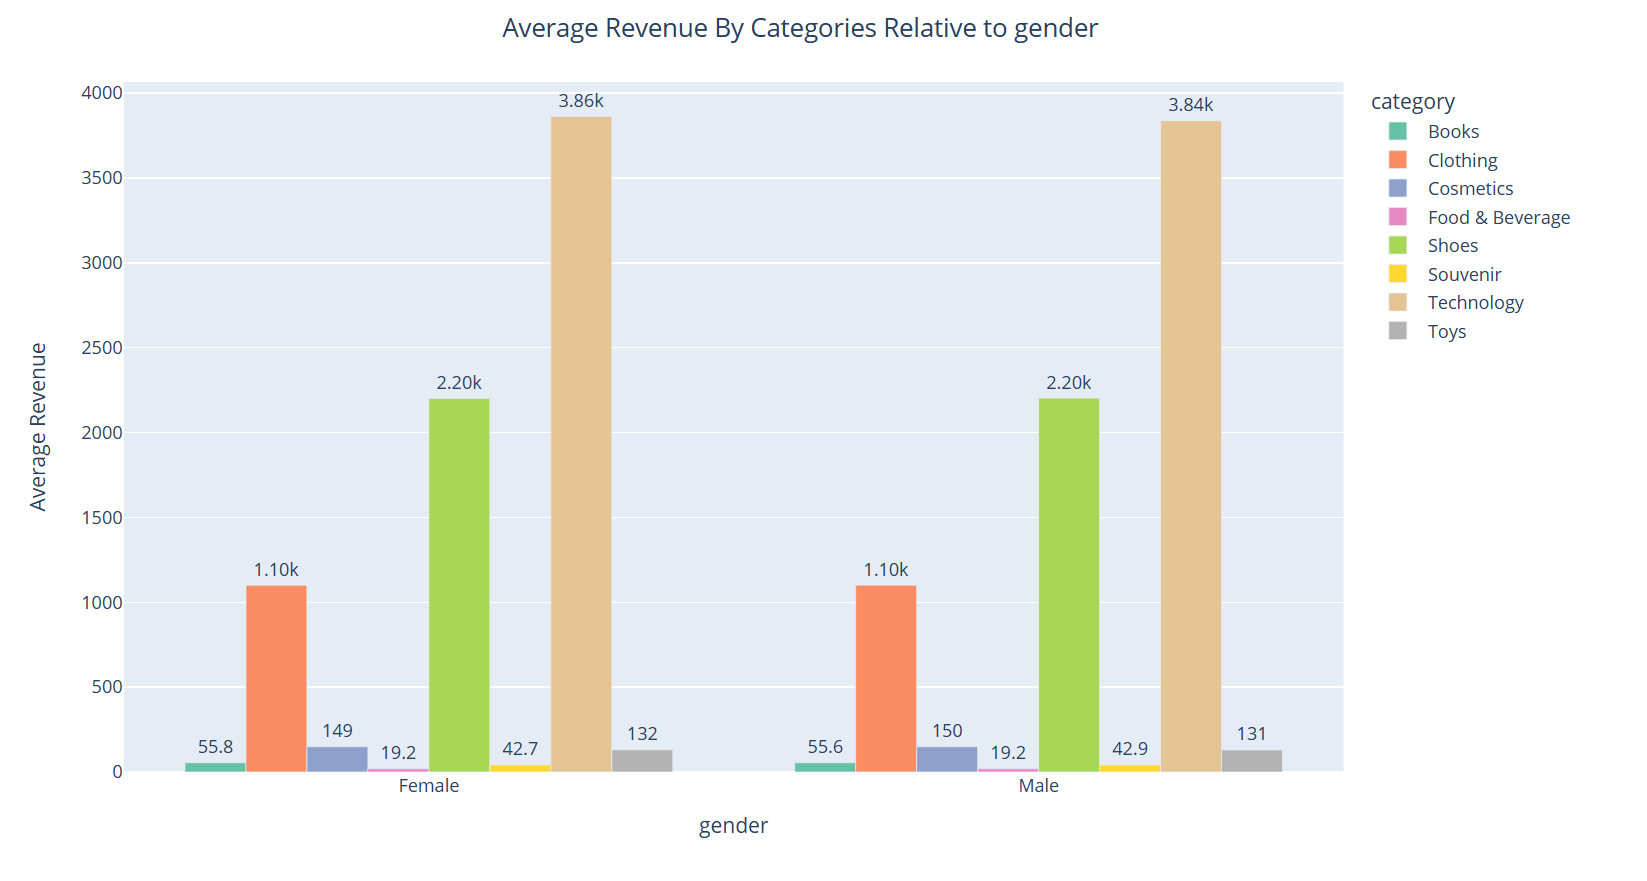 Average Revenue By Categories Relative to gender
category
Books
Clothing
Cosmetics
Food & Beverage
Shoes
Souvenir
Technology
Toys
Average Revenue
4000
3500
3000
2500
2000
1500
1000
500
0
55.8
1.10k
149
19.2
2.20k
42.7
3.86k
132
55.6
1.10k
150
19.2
2.20k
42.9
3.84k
131
Female
Male
gender